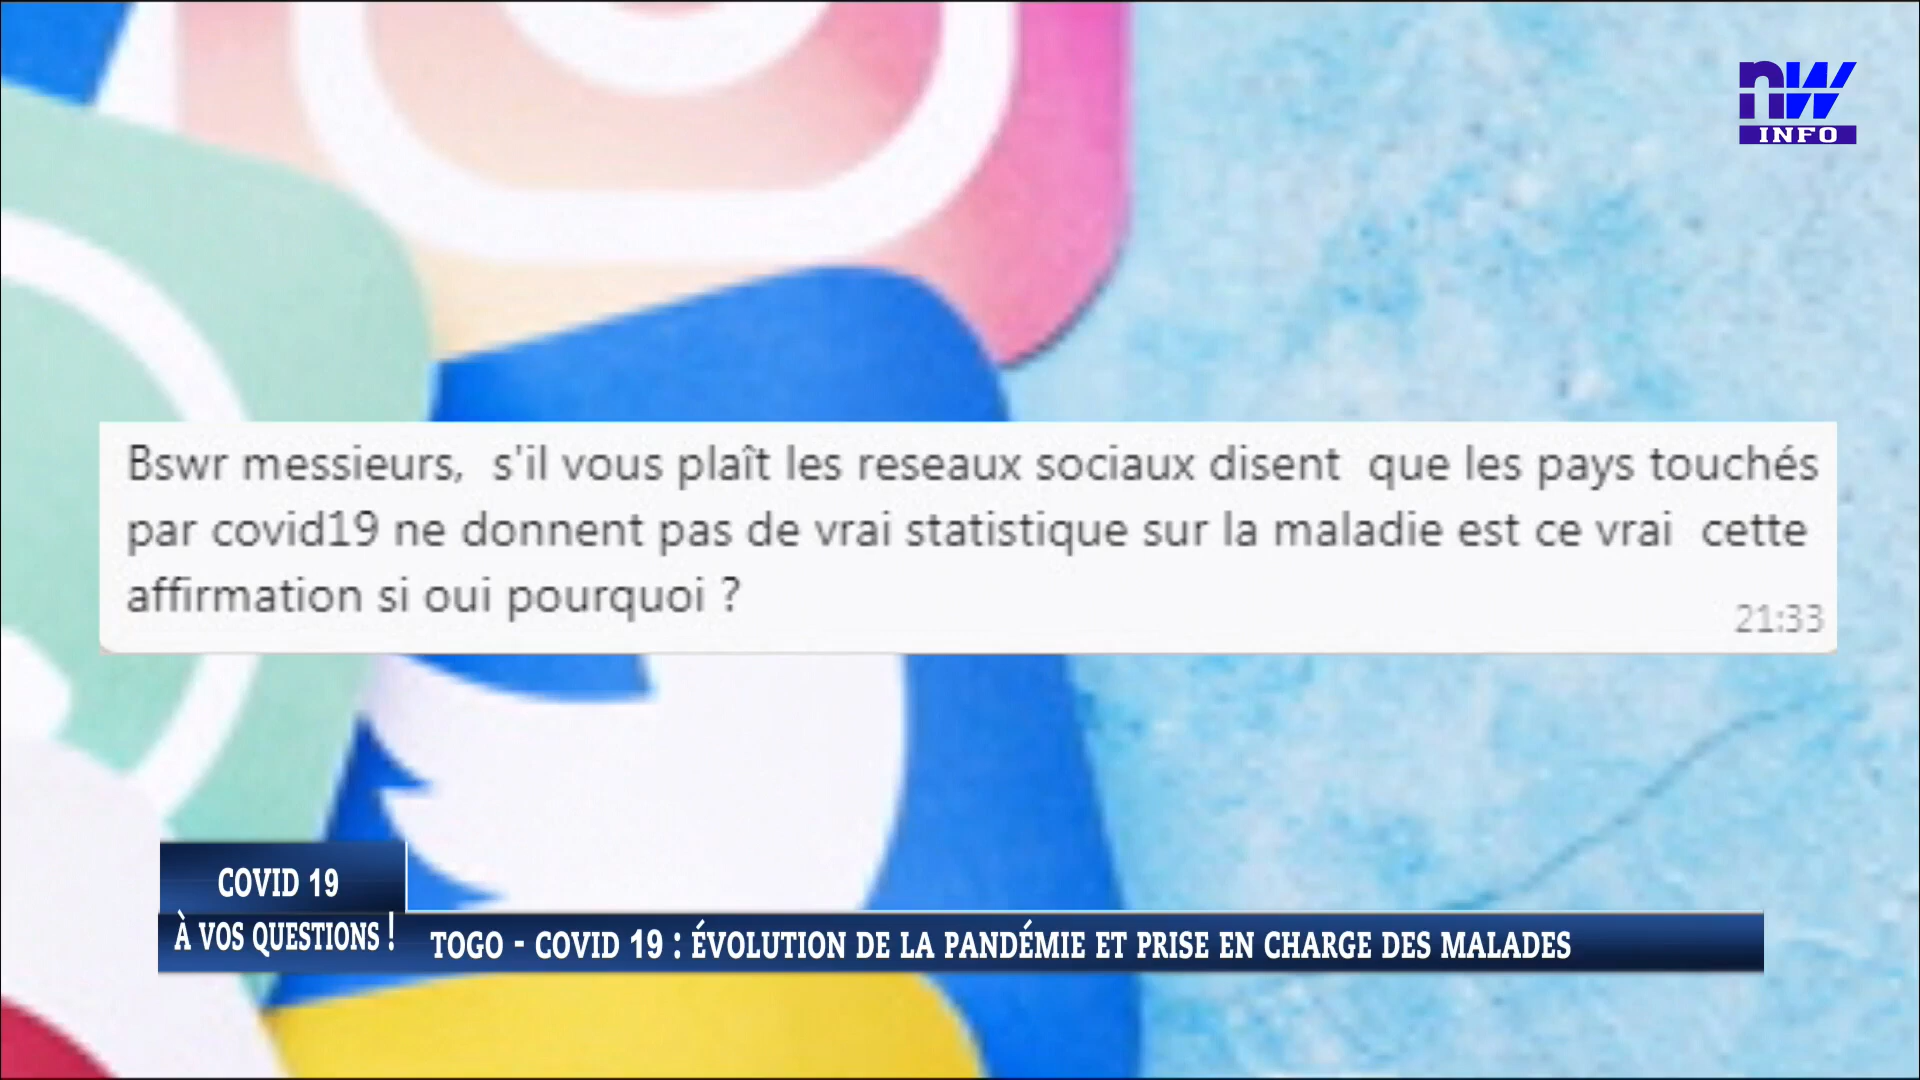 nw
INFO
Bswr messieurs, s'il vous plaît les reseaux sociaux disent que les pays touchés
par covid19 ne donnent pas de vrai statistique sur la maladie est ce vrai cette
affirmation si oui pourquoi ?
21:33
COVID 19
À VOS QUESTIONS !
TOGO - COVID 19 : ÉVOLUTION DE LA PANDÉMIE ET PRISE EN CHARGE DES MALADES